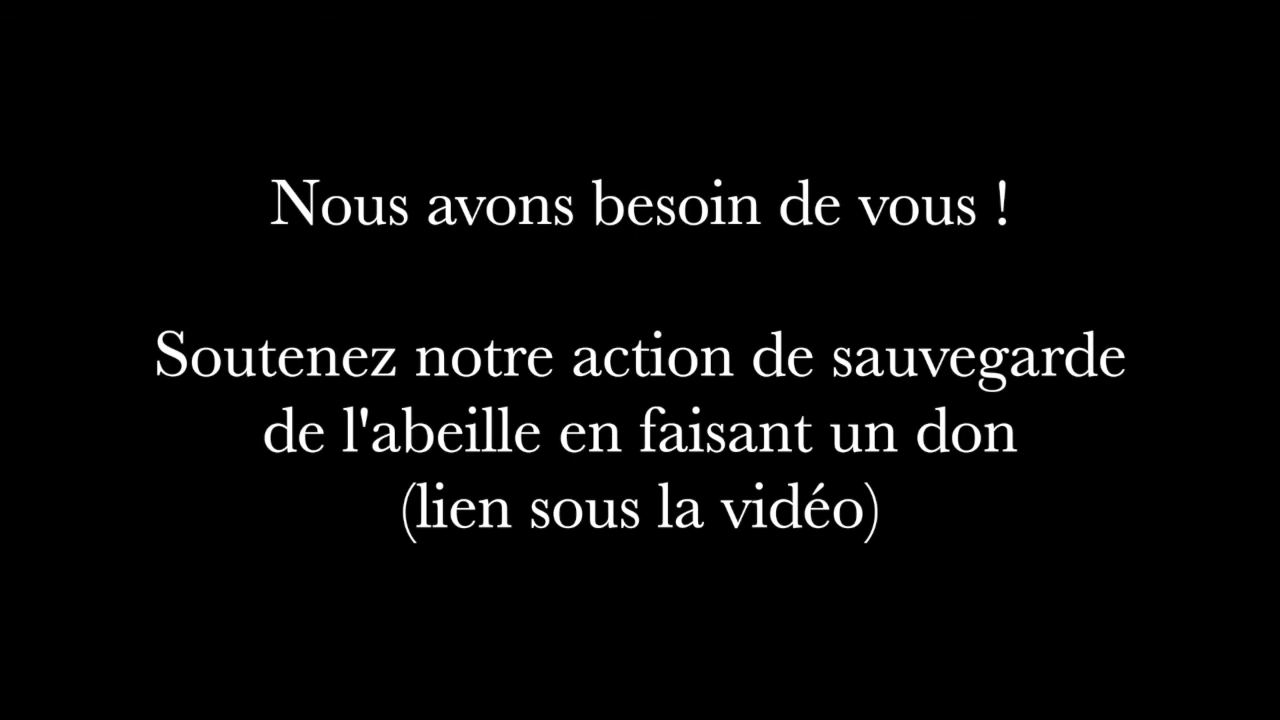 Nous avons besoin de vous !
Soutenez notre action de sauvegarde
de l'abeille en faisant un don
(lien sous la vidéo)